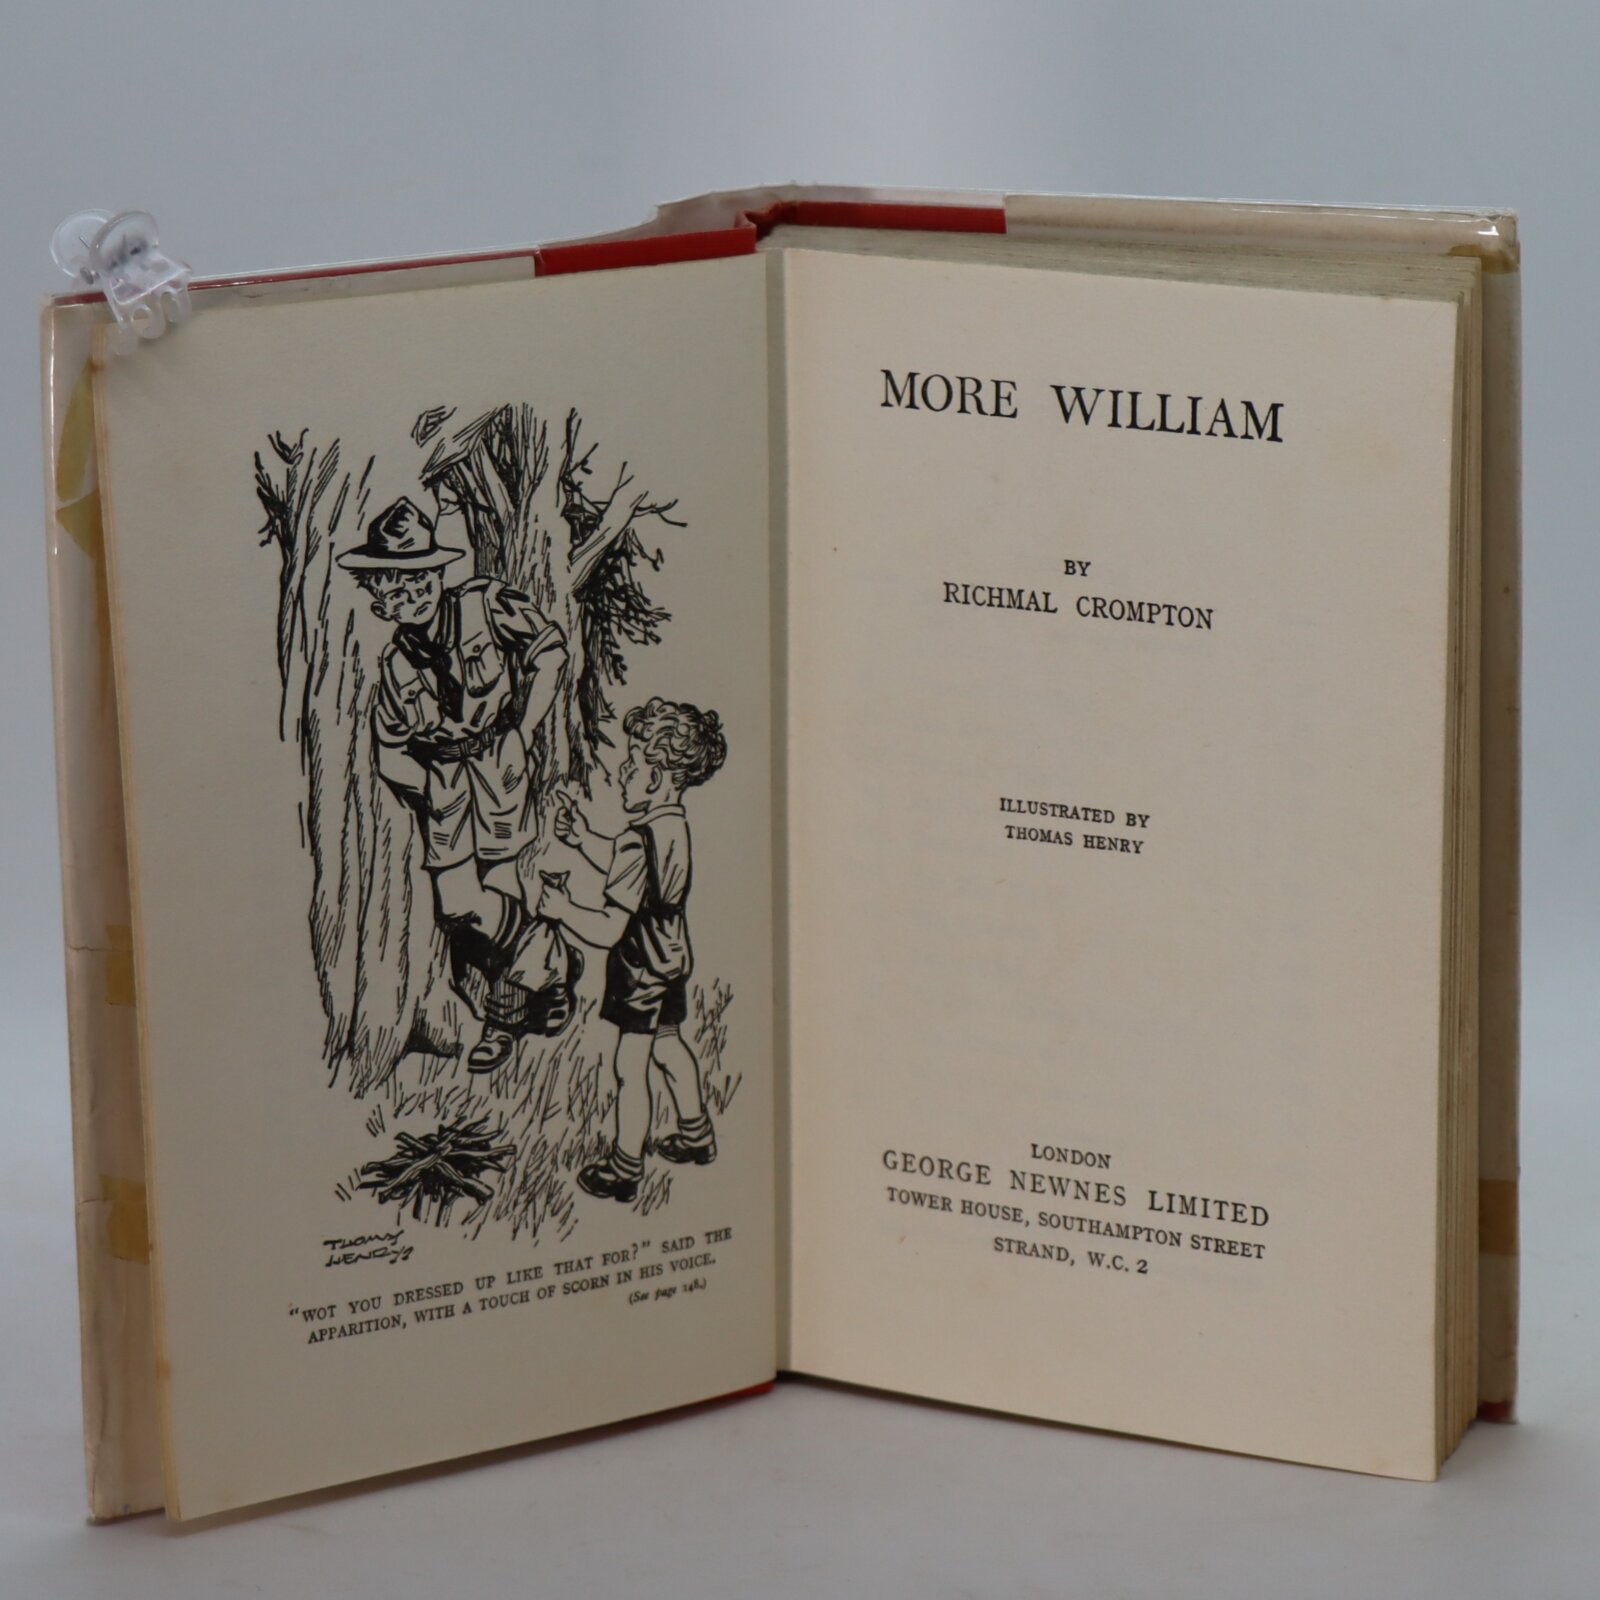 THOMAS
HENRY
"WOT YOU DRESSED UP LIKE THAT FOR?" SAID THE
APPARITION, WITH A TOUCH OF SCORN IN HIS VOICE.
(See page 148.)
MORE WILLIAM
BY
RICHMAL CROMPTON
ILLUSTRATED BY
THOMAS HENRY
LONDON
GEORGE NEWNES LIMITED
TOWER HOUSE, SOUTHAMPTON STREET
STRAND, W.C. 2